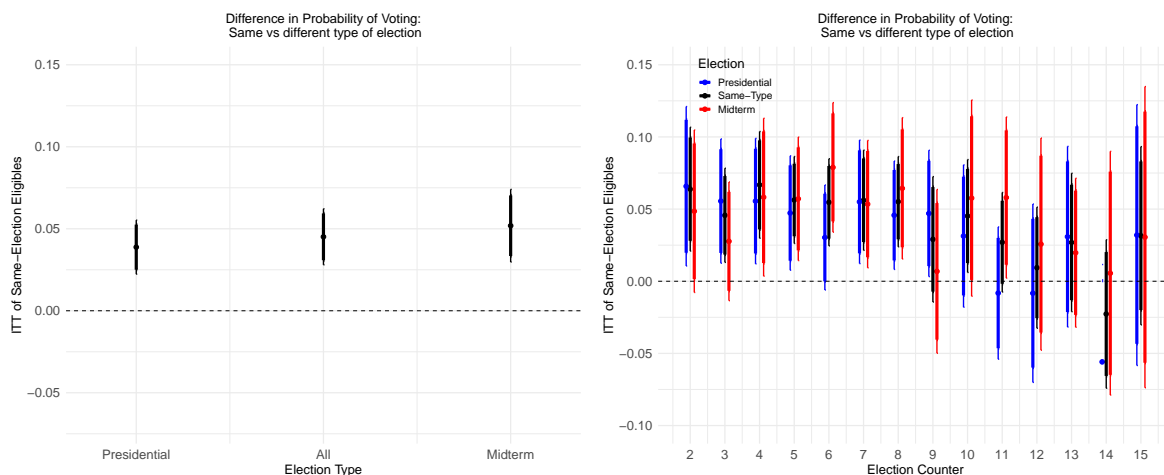 Difference in Probability of Voting:
Same vs different type of election
ITT of Same−Election Eligibles
0.15
0.10
0.05
0.00
−0.05
Presidential
All
Midterm
Election Type
Difference in Probability of Voting:
Same vs different type of election
ITT of Same−Election Eligibles
0.15
0.10
0.05
0.00
−0.05
−0.10
Election
Presidential
Same−Type
Midterm
2 3 4 5 6 7 8 9 10 11 12 13 14 15
Election Counter